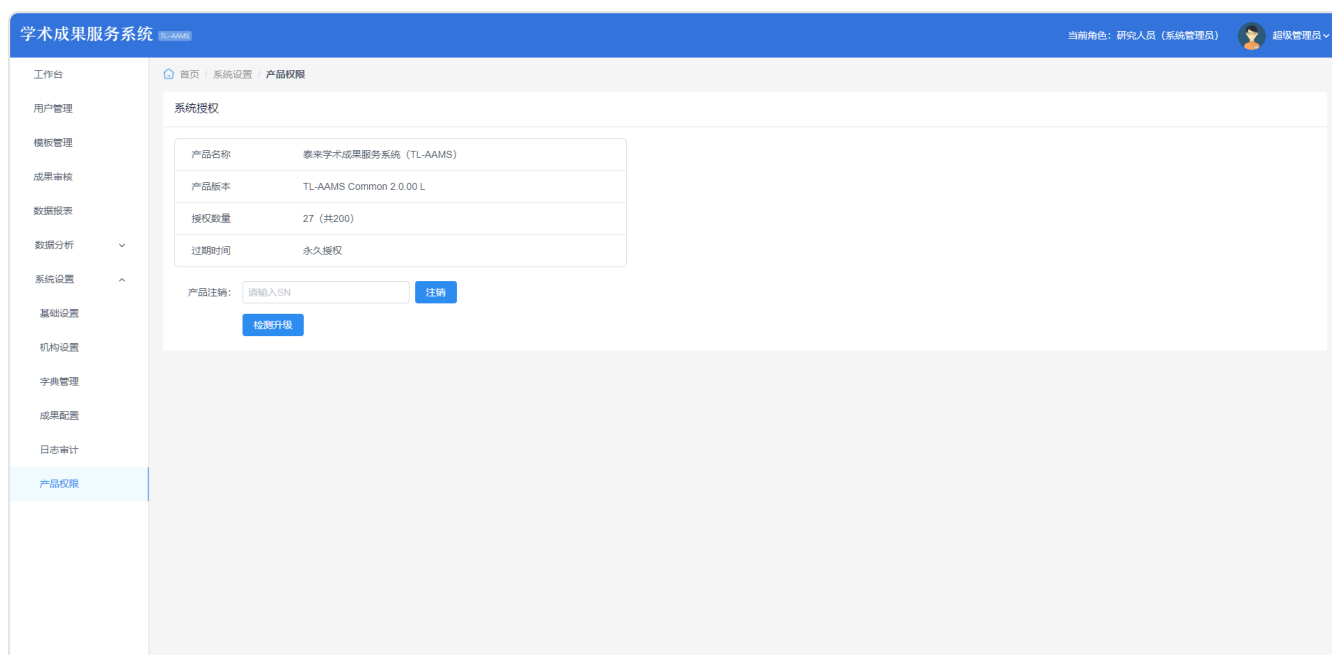 学术成果服务系统 TL-AAMS
当前角色：研究人员（系统管理员）
超级管理员
工作台
用户管理
模板管理
成果审核
数据报表
数据分析
系统设置
基础设置
机构设置
字典管理
成果配置
日志审计
产品权限
首页 / 系统设置 / 产品权限
系统授权
产品名称 泰来学术成果服务系统（TL-AAMS）
产品版本 TL-AAMS Common 2.0.00 L
授权数量 27（共200）
过期时间 永久授权
产品注销： 请输入SN 注销
检测升级